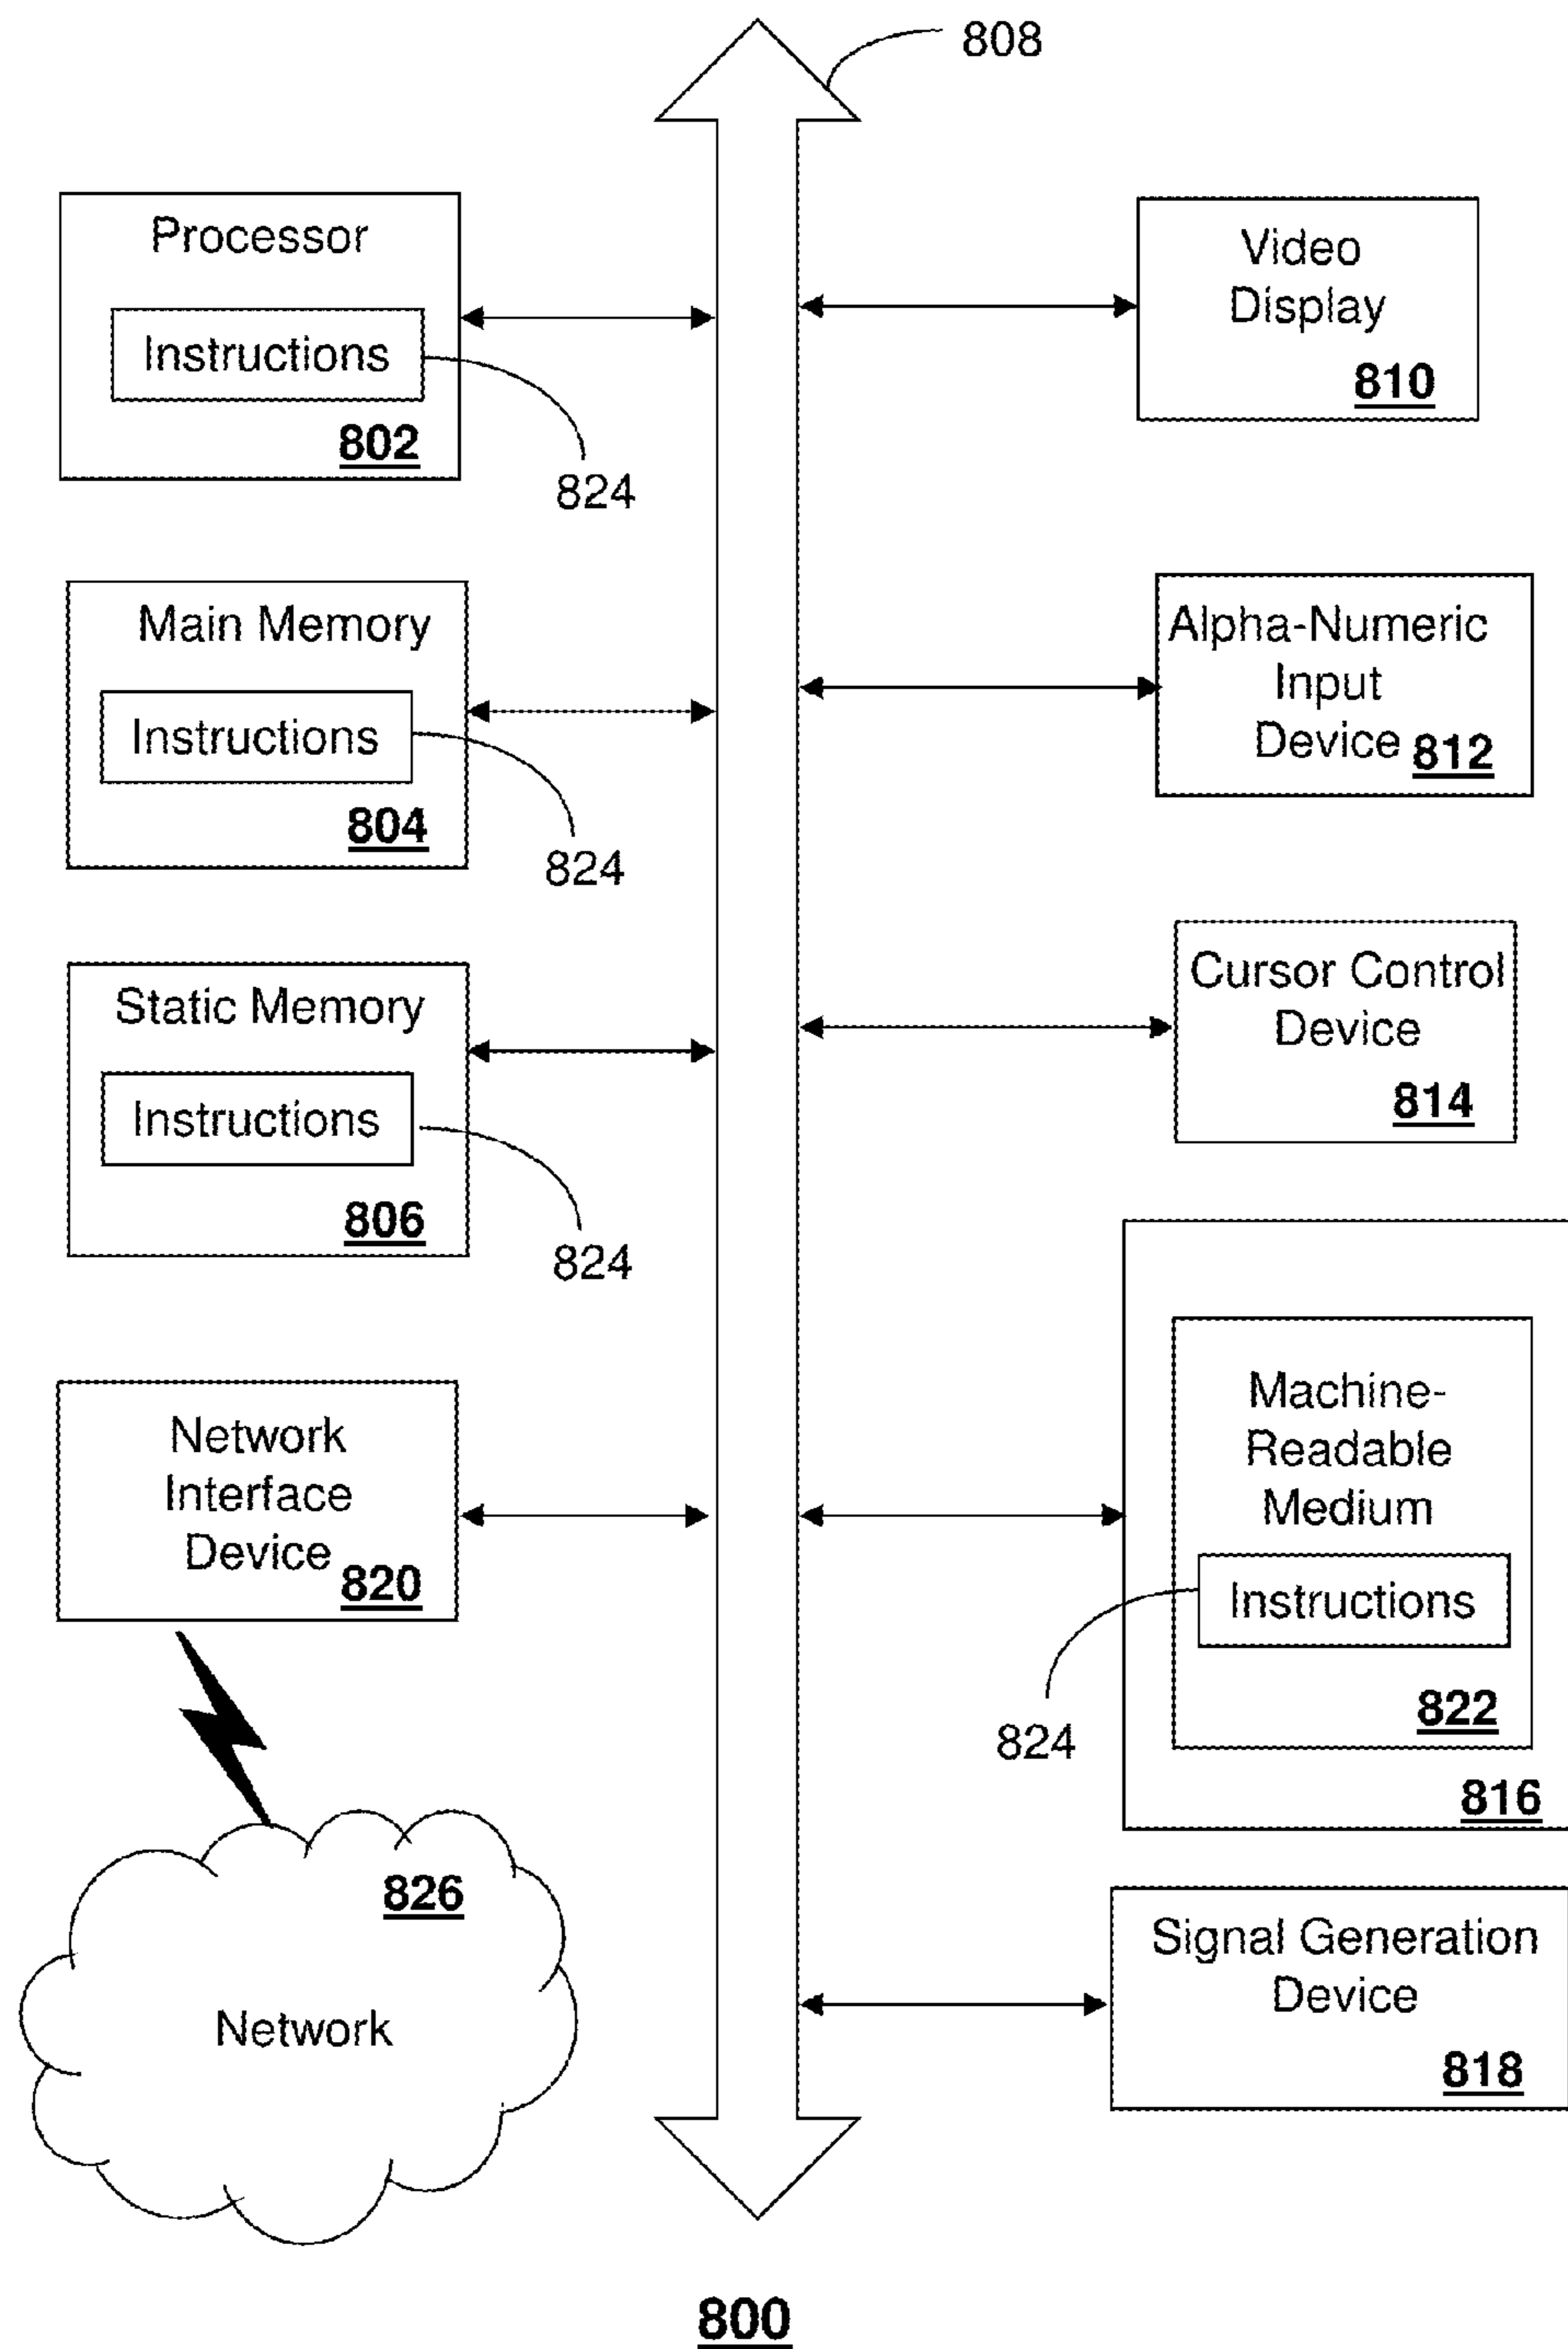 808
Processor
Instructions
802
824
Main Memory
Instructions
804
824
Static Memory
Instructions
806
824
Network
Interface
Device
820
826
Network
Video
Display
810
Alpha-Numeric
Input
Device
812
Cursor Control
Device
814
Machine-
Readable
Medium
Instructions
822
824
816
Signal Generation
Device
818
800